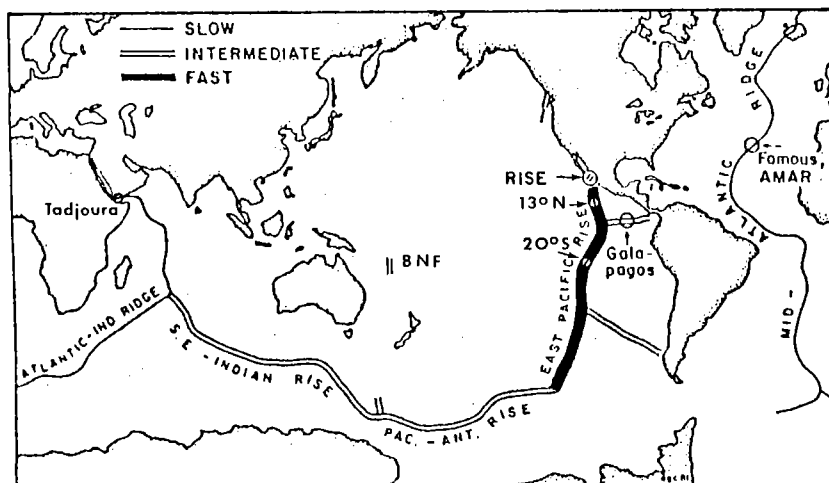 SLOW
INTERMEDIATE
FAST
RIDGE
Famous
AMAR
ATLANTIC
MID-
Tadjoura
RISE
13°N
20°S
Gala-
pagos
BNF
EAST PACIFIC RISE
ATLANTIC-IND RIDGE
S.E-INDIAN RISE
PAC.-ANT. RISE